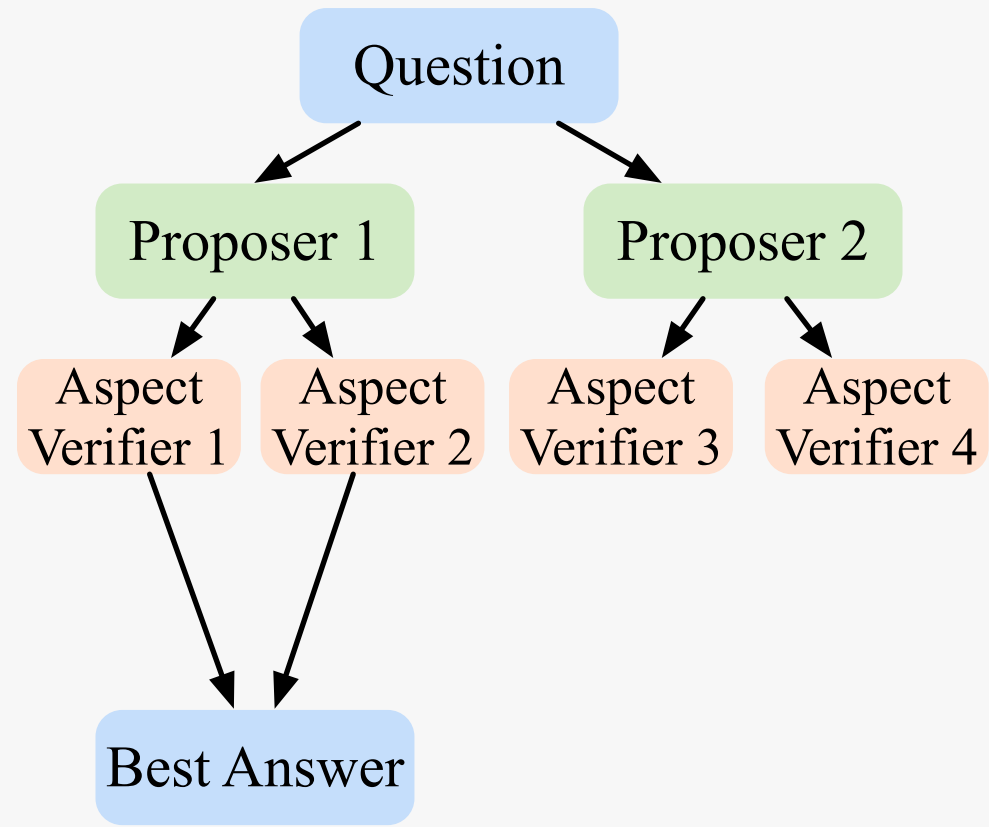 Question
Proposer 1
Proposer 2
Aspect
Verifier 1
Aspect
Verifier 2
Aspect
Verifier 3
Aspect
Verifier 4
Best Answer